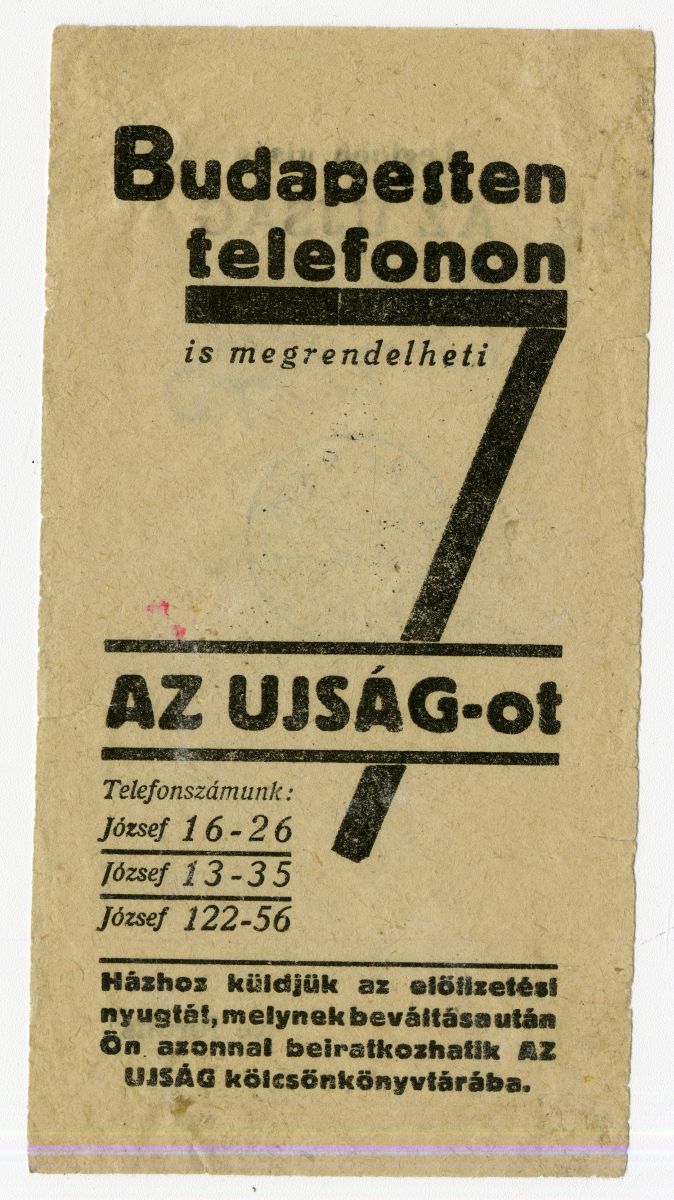 Budapesten
telefonon
is megrendelheti
AZ UJSÁG-ot
Telefonszámunk:
József 16-26
József 13-35
József 122-56
Házhoz küldjük az előfizetési
nyugtát, melynek beváltása után
Ön azonnal beiratkozhatik AZ
UJSÁG kölcsönkönyvtárába.